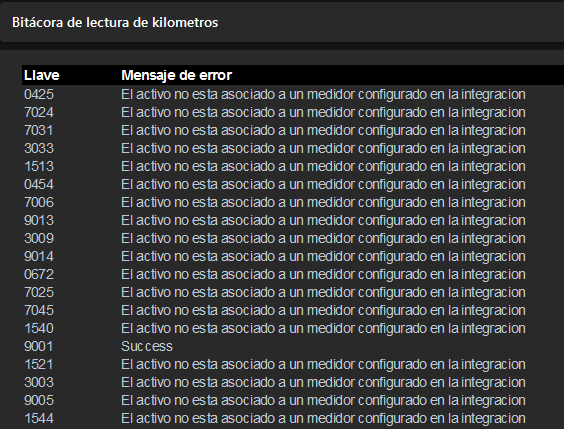 Bitácora de lectura de kilometros
Llave Mensaje de error
0425 El activo no esta asociado a un medidor configurado en la integracion
7024 El activo no esta asociado a un medidor configurado en la integracion
7031 El activo no esta asociado a un medidor configurado en la integracion
3033 El activo no esta asociado a un medidor configurado en la integracion
1513 El activo no esta asociado a un medidor configurado en la integracion
0454 El activo no esta asociado a un medidor configurado en la integracion
7006 El activo no esta asociado a un medidor configurado en la integracion
9013 El activo no esta asociado a un medidor configurado en la integracion
3009 El activo no esta asociado a un medidor configurado en la integracion
9014 El activo no esta asociado a un medidor configurado en la integracion
0672 El activo no esta asociado a un medidor configurado en la integracion
7025 El activo no esta asociado a un medidor configurado en la integracion
7045 El activo no esta asociado a un medidor configurado en la integracion
1540 El activo no esta asociado a un medidor configurado en la integracion
9001 Success
1521 El activo no esta asociado a un medidor configurado en la integracion
3003 El activo no esta asociado a un medidor configurado en la integracion
9005 El activo no esta asociado a un medidor configurado en la integracion
1544 El activo no esta asociado a un medidor configurado en la integracion